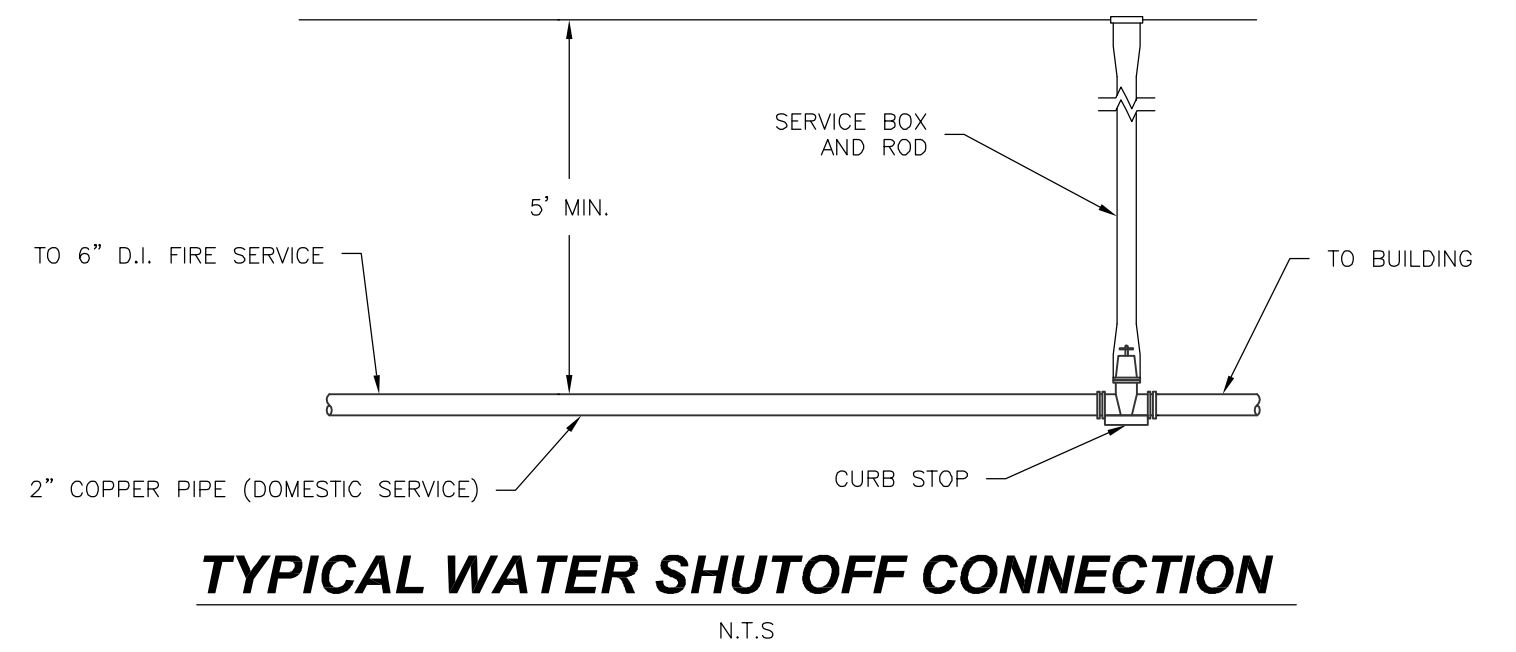 SERVICE BOX
AND ROD
5' MIN.
TO 6" D.I. FIRE SERVICE
TO BUILDING
2" COPPER PIPE (DOMESTIC SERVICE)
CURB STOP
TYPICAL WATER SHUTOFF CONNECTION
N.T.S